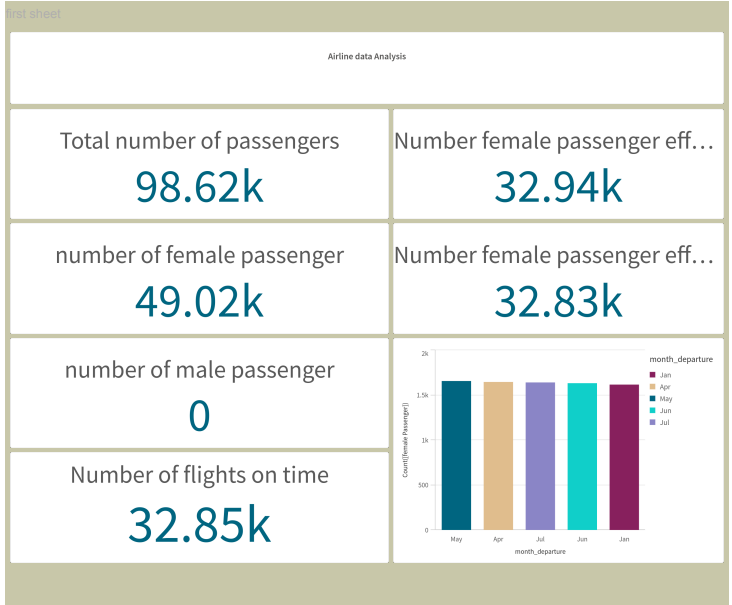 first sheet
Airline data Analysis
Total number of passengers
98.62k
Number female passenger eff...
32.94k
number of female passenger
49.02k
Number female passenger eff...
32.83k
number of male passenger
0
Number of flights on time
32.85k
2k
1.5k
1k
500
0
Count([female Passenger])
May Apr Jul Jun Jan
month_departure
month_departure
Jan
Apr
May
Jun
Jul